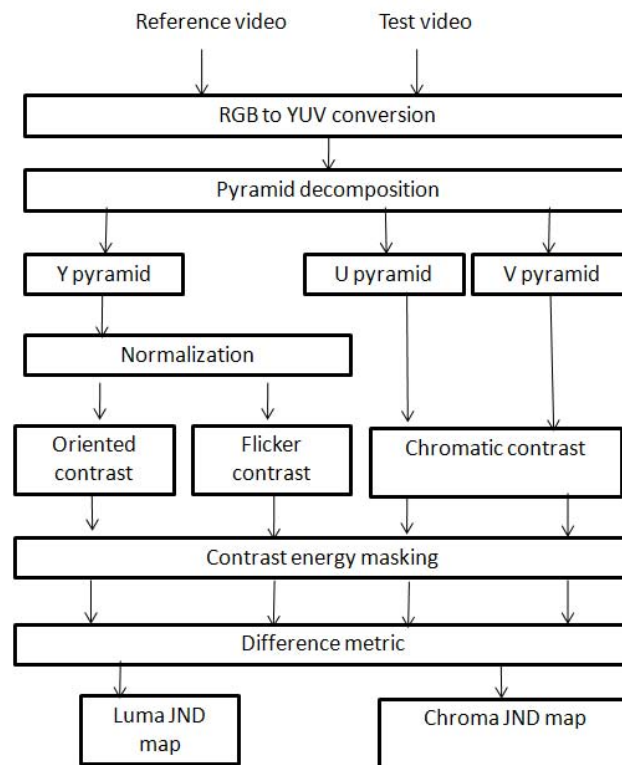 Reference video
Test video
RGB to YUV conversion
Pyramid decomposition
Y pyramid
U pyramid
V pyramid
Normalization
Oriented
contrast
Flicker
contrast
Chromatic contrast
Contrast energy masking
Difference metric
Luma JND
map
Chroma JND map